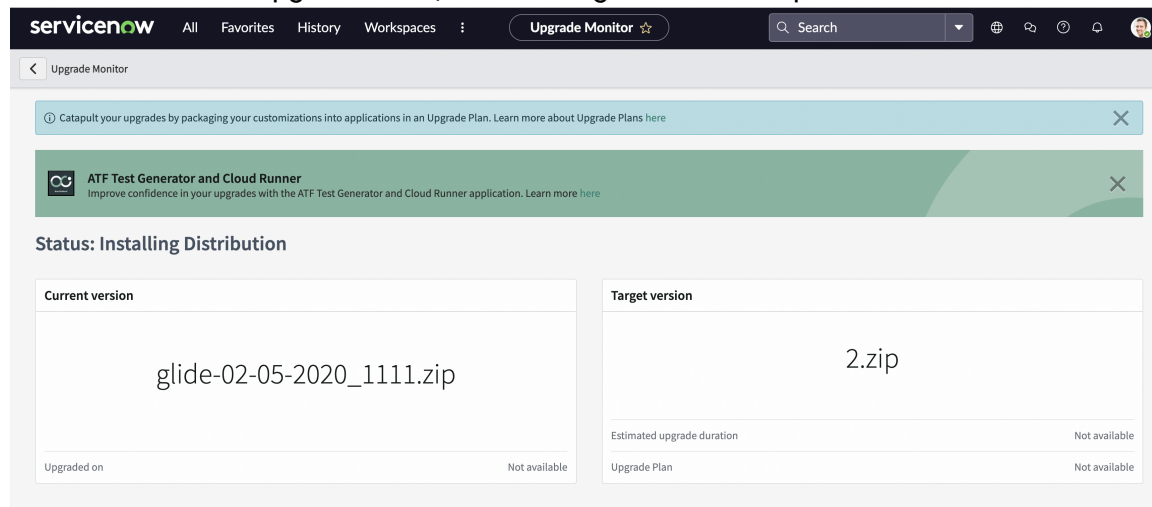 servicenow All Favorites History Workspaces Upgrade Monitor Search
Upgrade Monitor
Catapult your upgrades by packaging your customizations into applications in an Upgrade Plan. Learn more about Upgrade Plans here
ATF Test Generator and Cloud Runner
Improve confidence in your upgrades with the ATF Test Generator and Cloud Runner application. Learn more here
Status: Installing Distribution
Current version
glide-02-05-2020_1111.zip
Upgraded on Not available
Target version
2.zip
Estimated upgrade duration Not available
Upgrade Plan Not available